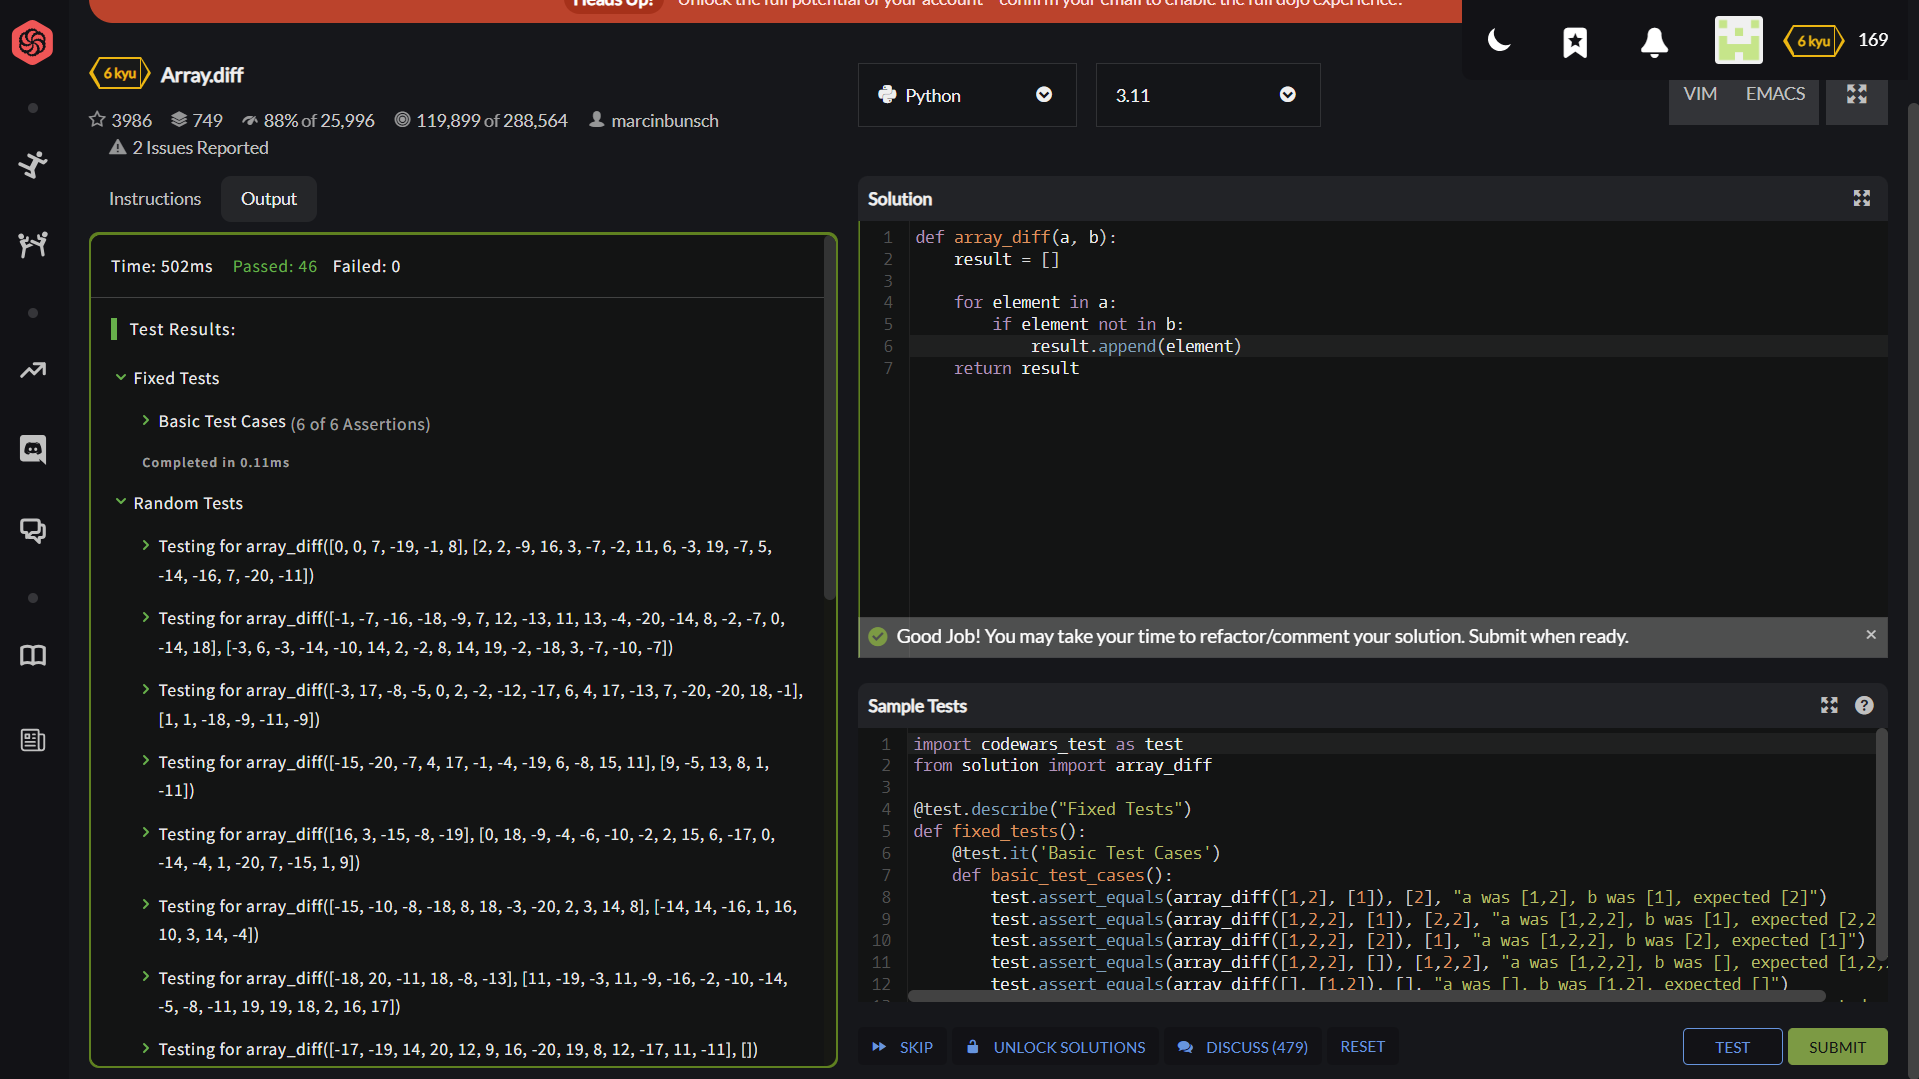 Heads Up! Unlock the full potential of your account - confirm your email to enable the full dojo experience!
6 kyu 169
6 kyu Array.diff
3986 749 88% of 25,996 119,899 of 288,564 marcinbunsch
2 Issues Reported
Python 3.11 VIM EMACS
Instructions Output
Time: 502ms Passed: 46 Failed: 0
Test Results:
Fixed Tests
Basic Test Cases (6 of 6 Assertions)
Completed in 0.11ms
Random Tests
Testing for array_diff([0, 0, 7, -19, -1, 8], [2, 2, -9, 16, 3, -7, -2, 11, 6, -3, 19, -7, 5,
-14, -16, 7, -20, -11])
Testing for array_diff([-1, -7, -16, -18, -9, 7, 12, -13, 11, 13, -4, -20, -14, 8, -2, -7, 0,
-14, 18], [-3, 6, -3, -14, -10, 14, 2, -2, 8, 14, 19, -2, -18, 3, -7, -10, -7])
Testing for array_diff([-3, 17, -8, -5, 0, 2, -2, -12, -17, 6, 4, 17, -13, 7, -20, -20, 18, -1],
[1, 1, -18, -9, -11, -9])
Testing for array_diff([-15, -20, -7, 4, 17, -1, -4, -19, 6, -8, 15, 11], [9, -5, 13, 8, 1,
-11])
Testing for array_diff([16, 3, -15, -8, -19], [0, 18, -9, -4, -6, -10, -2, 2, 15, 6, -17, 0,
-14, -4, 1, -20, 7, -15, 1, 9])
Testing for array_diff([-15, -10, -8, -18, 8, 18, -3, -20, 2, 3, 14, 8], [-14, 14, -16, 1, 16,
10, 3, 14, -4])
Testing for array_diff([-18, 20, -11, 18, -8, -13], [11, -19, -3, 11, -9, -16, -2, -10, -14,
-5, -8, -11, 19, 19, 18, 2, 16, 17])
Testing for array_diff([-17, -19, 14, 20, 12, 9, 16, -20, 19, 8, 12, -17, 11, -11], [])
Solution
1 def array_diff(a, b):
2     result = []
3
4     for element in a:
5         if element not in b:
6             result.append(element)
7     return result
Good Job! You may take your time to refactor/comment your solution. Submit when ready.
Sample Tests
1 import codewars_test as test
2 from solution import array_diff
3
4 @test.describe("Fixed Tests")
5 def fixed_tests():
6     @test.it('Basic Test Cases')
7     def basic_test_cases():
8         test.assert_equals(array_diff([1,2], [1]), [2], "a was [1,2], b was [1], expected [2]")
9         test.assert_equals(array_diff([1,2,2], [1]), [2,2], "a was [1,2,2], b was [1], expected [2,2
10         test.assert_equals(array_diff([1,2,2], [2]), [1], "a was [1,2,2], b was [2], expected [1]")
11         test.assert_equals(array_diff([1,2,2], []), [1,2,2], "a was [1,2,2], b was [], expected [1,2,
12         test.assert_equals(array_diff([], [1,2]), [], "a was [], b was [1,2], expected []")
SKIP UNLOCK SOLUTIONS DISCUSS (479) RESET TEST SUBMIT